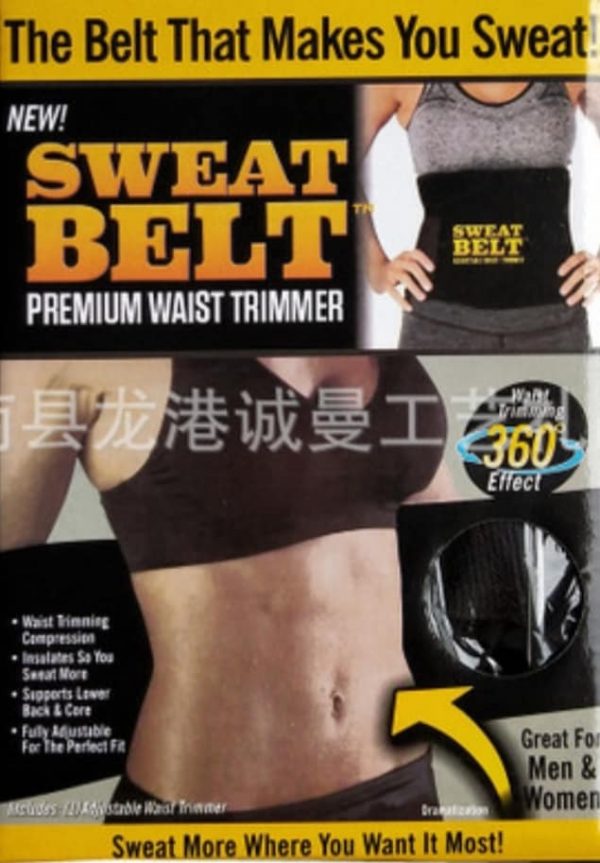 The Belt That Makes You Sweat!
NEW!
SWEAT
BELT™
PREMIUM WAIST TRIMMER
SWEAT
BELT
县龙港诚曼工艺
Waist
Trimming
360°
Effect
• Waist Trimming
Compression
• Insulates So You
Sweat More
• Supports Lower
Back & Core
• Fully Adjustable
For The Perfect Fit
Great For
Men &
Women
Includes (1) Adjustable Waist Trimmer
Dramatization
Sweat More Where You Want It Most!